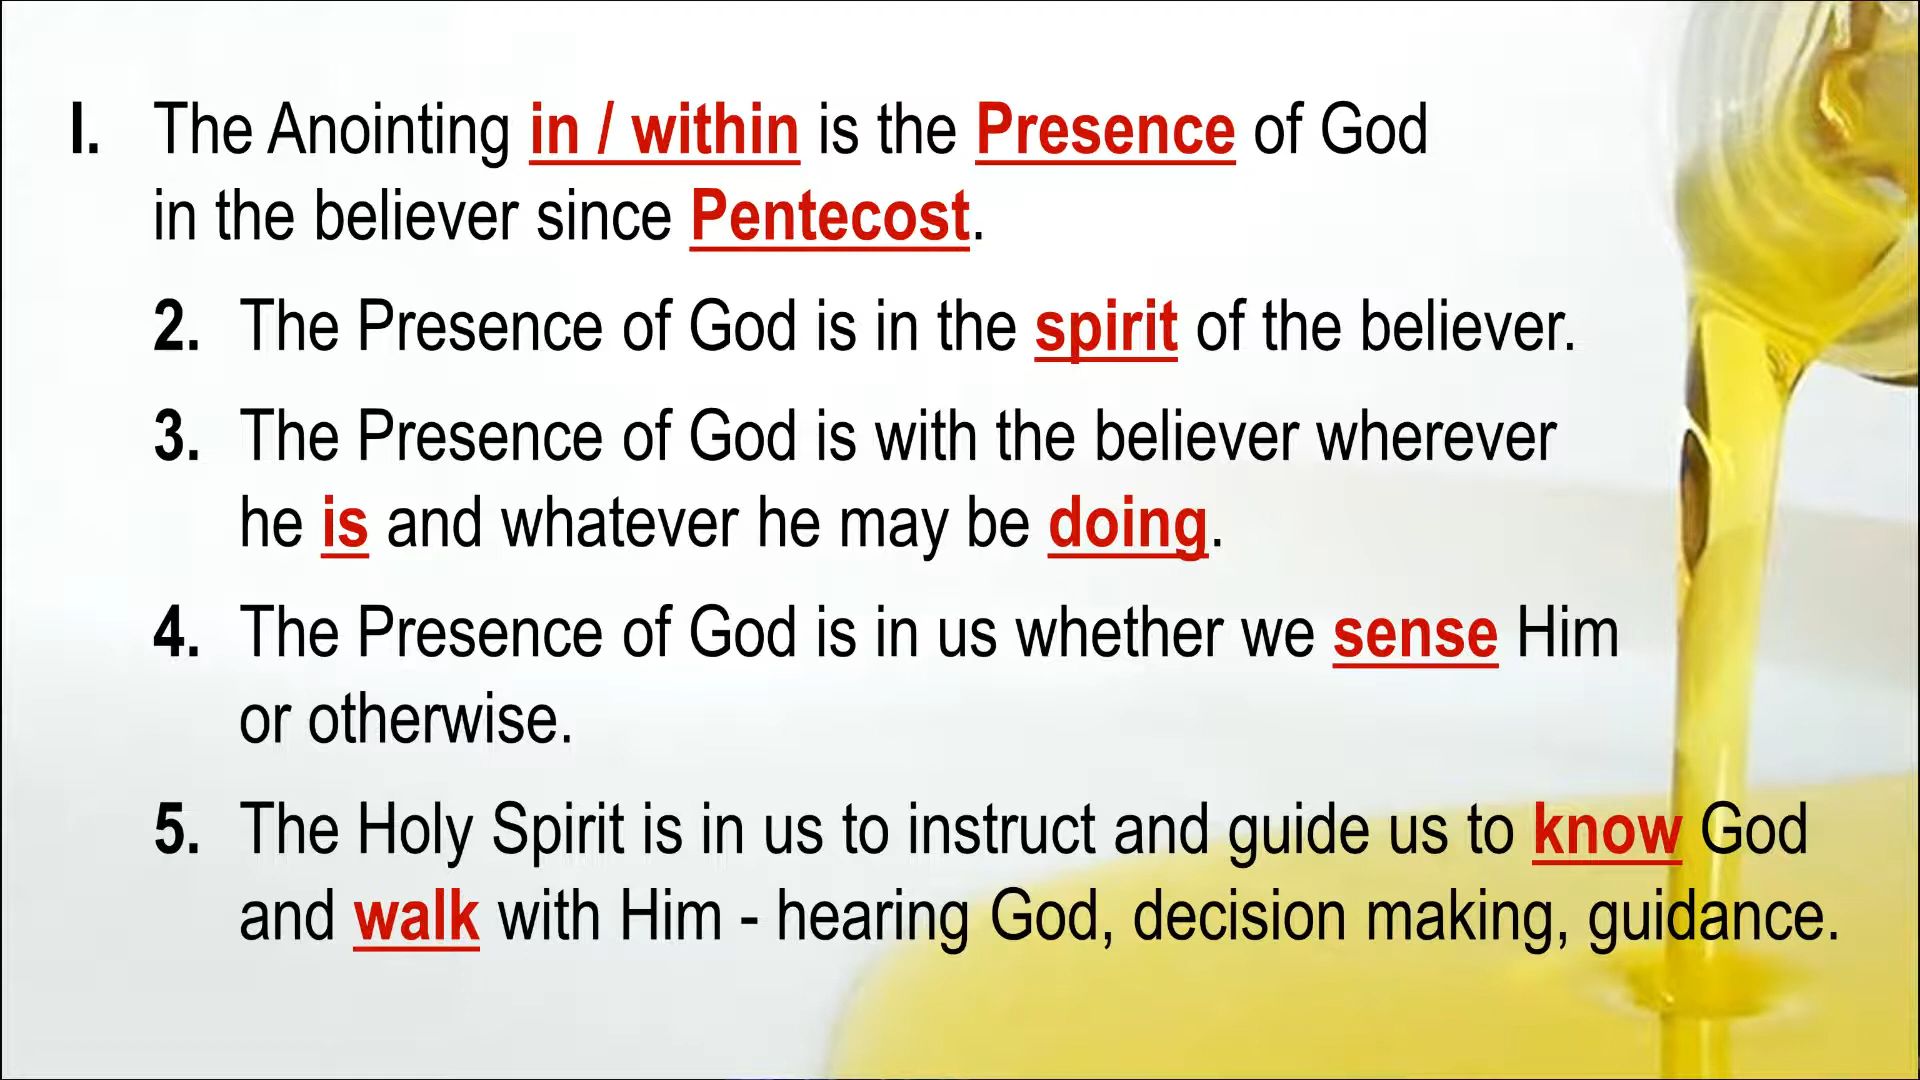 I. The Anointing in / within is the Presence of God
in the believer since Pentecost.
2. The Presence of God is in the spirit of the believer.
3. The Presence of God is with the believer wherever
he is and whatever he may be doing.
4. The Presence of God is in us whether we sense Him
or otherwise.
5. The Holy Spirit is in us to instruct and guide us to know God
and walk with Him - hearing God, decision making, guidance.